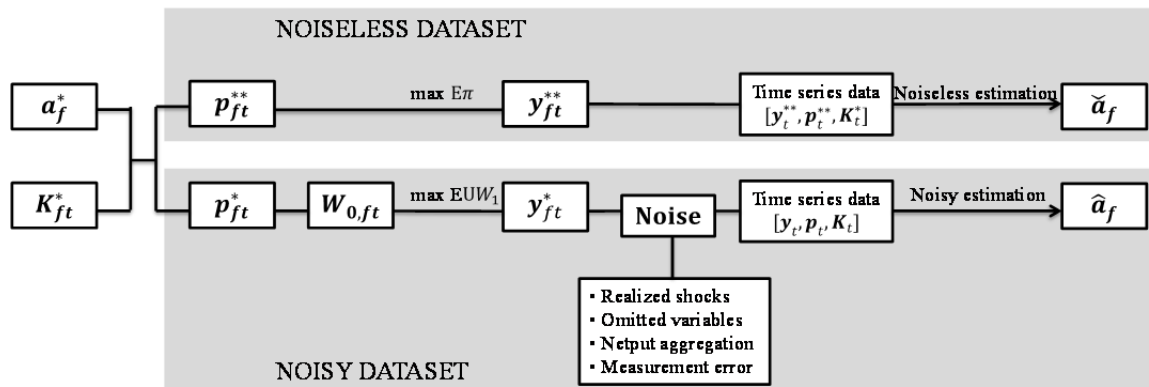 NOISELESS DATASET
a*_f
p**_ft
max Eπ
y**_ft
Time series data
[y**_t, p**_t, K*_t]
Noiseless estimation
ǎ_f
K*_ft
p*_ft
W_0,ft
max EUW_1
y*_ft
Noise
Time series data
[y_t, p_t, K_t]
Noisy estimation
â_f
▪ Realized shocks
▪ Omitted variables
▪ Netput aggregation
▪ Measurement error
NOISY DATASET